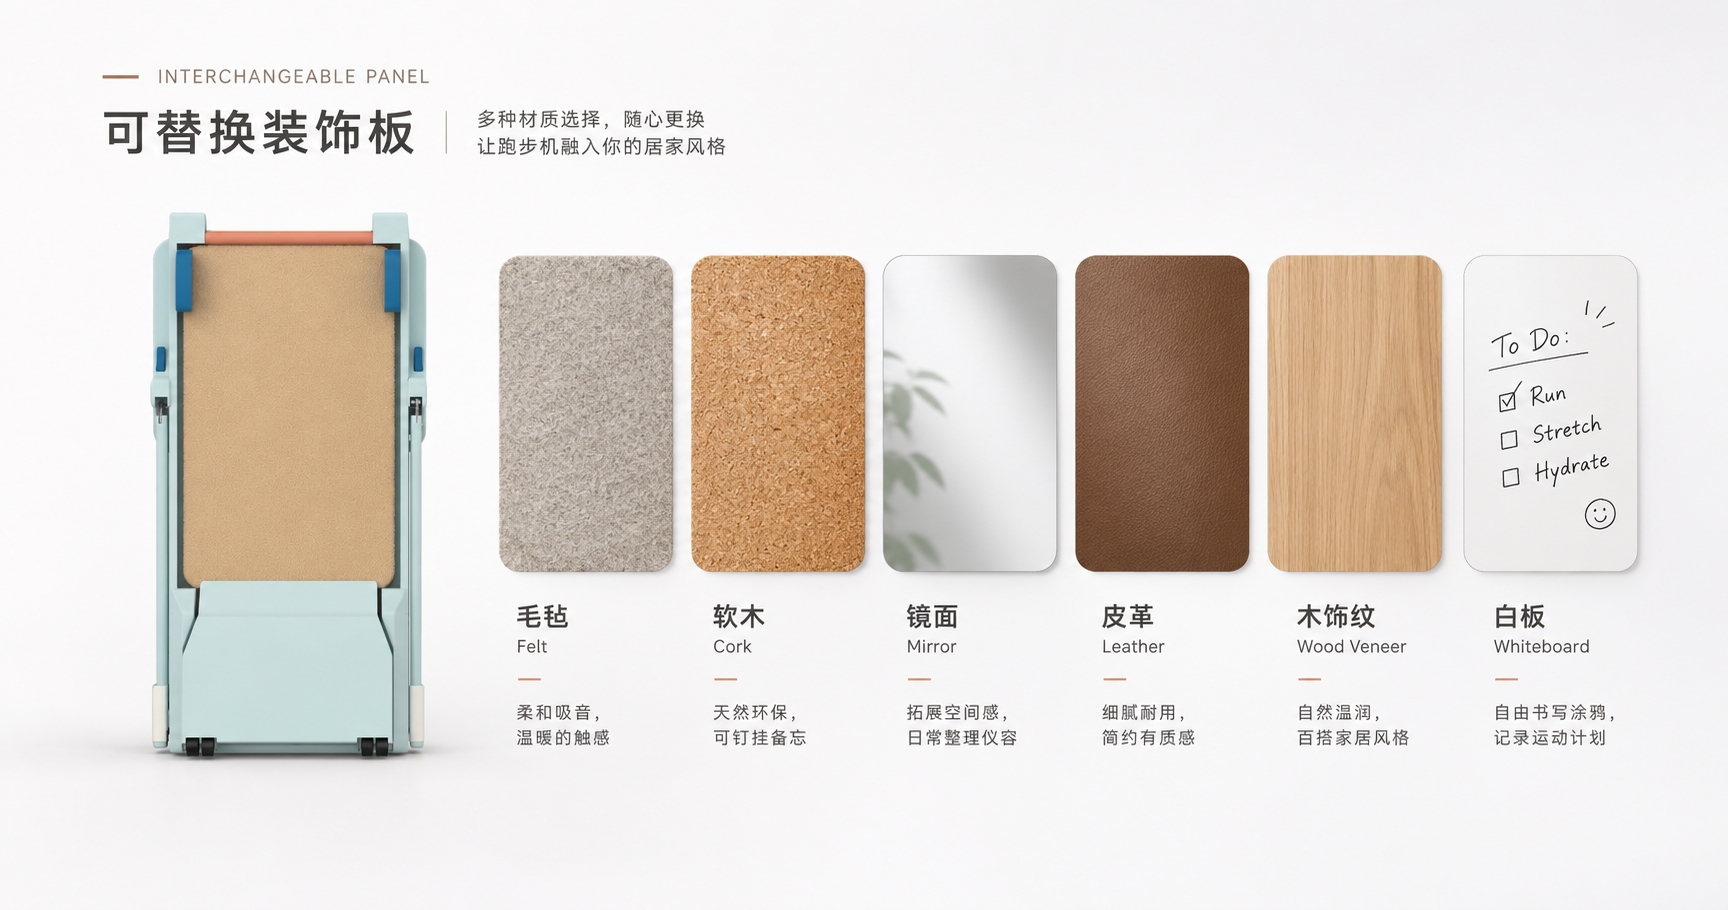 INTERCHANGEABLE PANEL
可替换装饰板
多种材质选择，随心更换
让跑步机融入你的居家风格
To Do:
Run
Stretch
Hydrate
毛毡
Felt
柔和吸音，
温暖的触感
软木
Cork
天然环保，
可钉挂备忘
镜面
Mirror
拓展空间感，
日常整理仪容
皮革
Leather
细腻耐用，
简约有质感
木饰纹
Wood Veneer
自然温润，
百搭家居风格
白板
Whiteboard
自由书写涂鸦，
记录运动计划